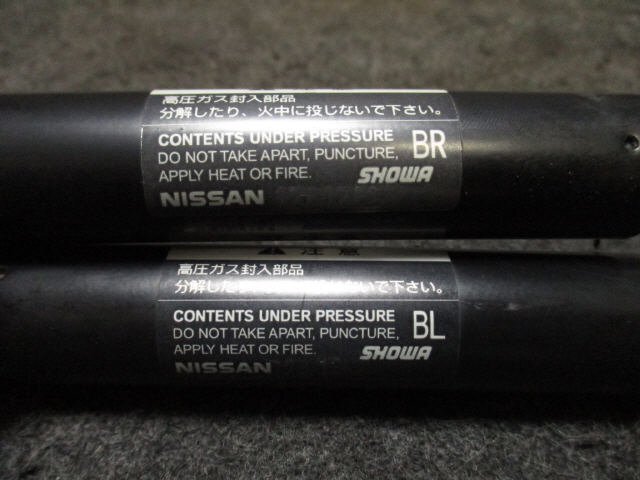 高圧ガス封入部品
分解したり、火中に投じないで下さい。
CONTENTS UNDER PRESSURE
DO NOT TAKE APART, PUNCTURE,
APPLY HEAT OR FIRE.
BR
SHOWA
NISSAN
注意
高圧ガス封入部品
分解した
じないで下さい。
CONTENTS UNDER PRESSURE
DO NOT TAKE APART, PUNCTURE,
APPLY HEAT OR FIRE.
BL
SHOWA
NISSAN